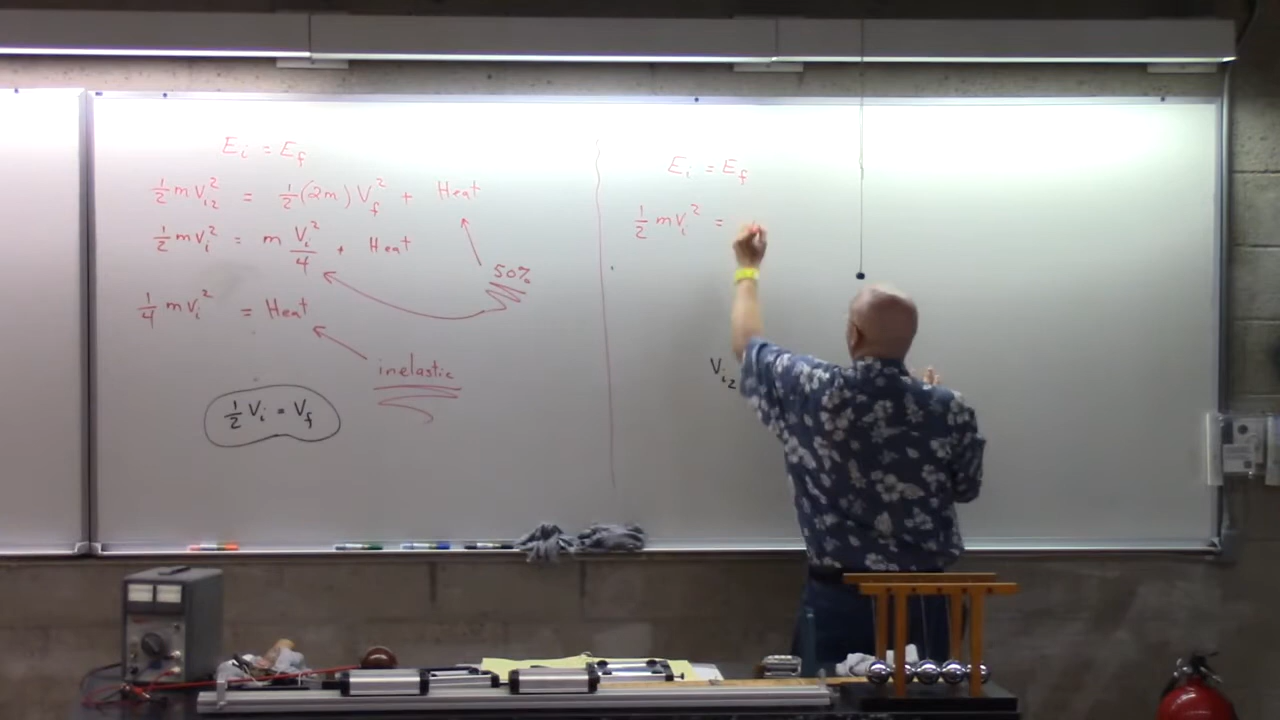 Ei = Ef
½ m Vi2² = ½ (2m) Vf² + Heat
½ m Vi² = m Vi²/4 + Heat
50%
¼ m Vi² = Heat
inelastic
½ Vi = Vf
Ei = Ef
½ m Vi² =
Vi2